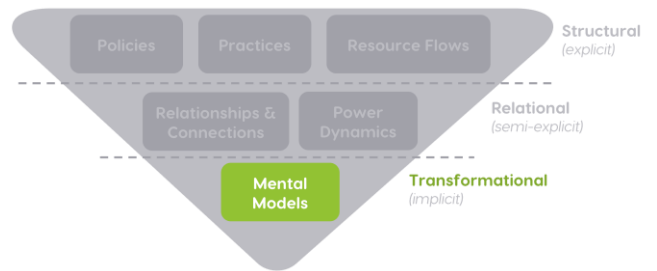 Policies
Practices
Resource Flows
Structural
(explicit)
Relationships &
Connections
Power
Dynamics
Relational
(semi-explicit)
Mental
Models
Transformational
(implicit)